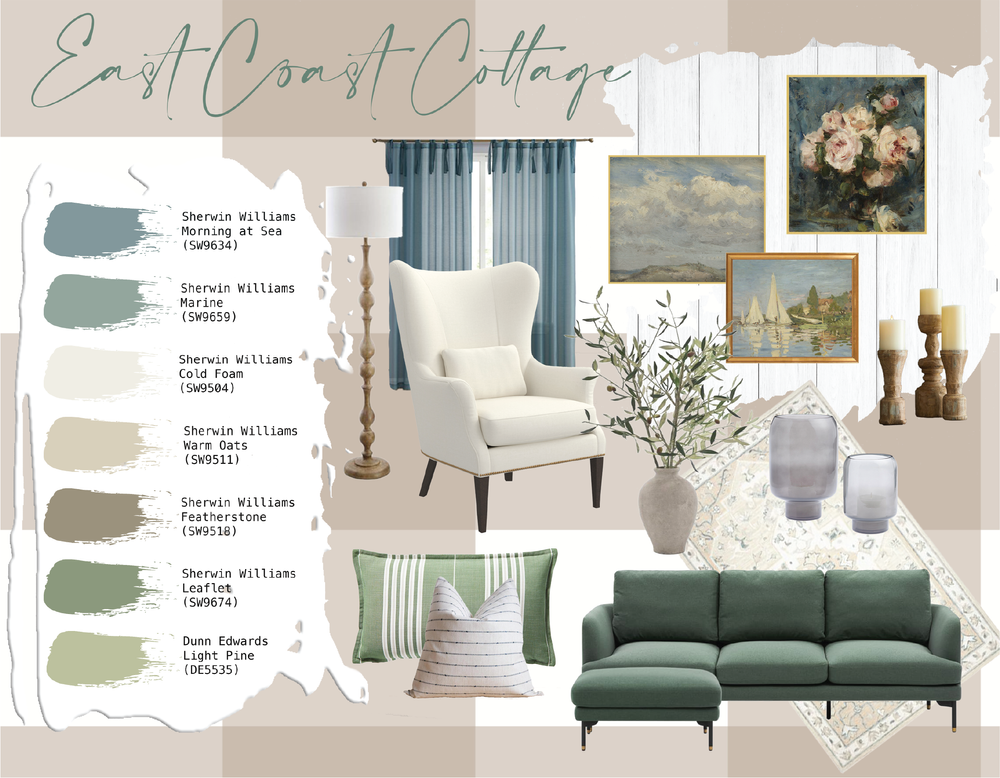 East Coast Cottage
Sherwin Williams
Morning at Sea
(SW9634)
Sherwin Williams
Marine
(SW9659)
Sherwin Williams
Cold Foam
(SW9504)
Sherwin Williams
Warm Oats
(SW9511)
Sherwin Williams
Featherstone
(SW9518)
Sherwin Williams
Leaflet
(SW9674)
Dunn Edwards
Light Pine
(DE5535)